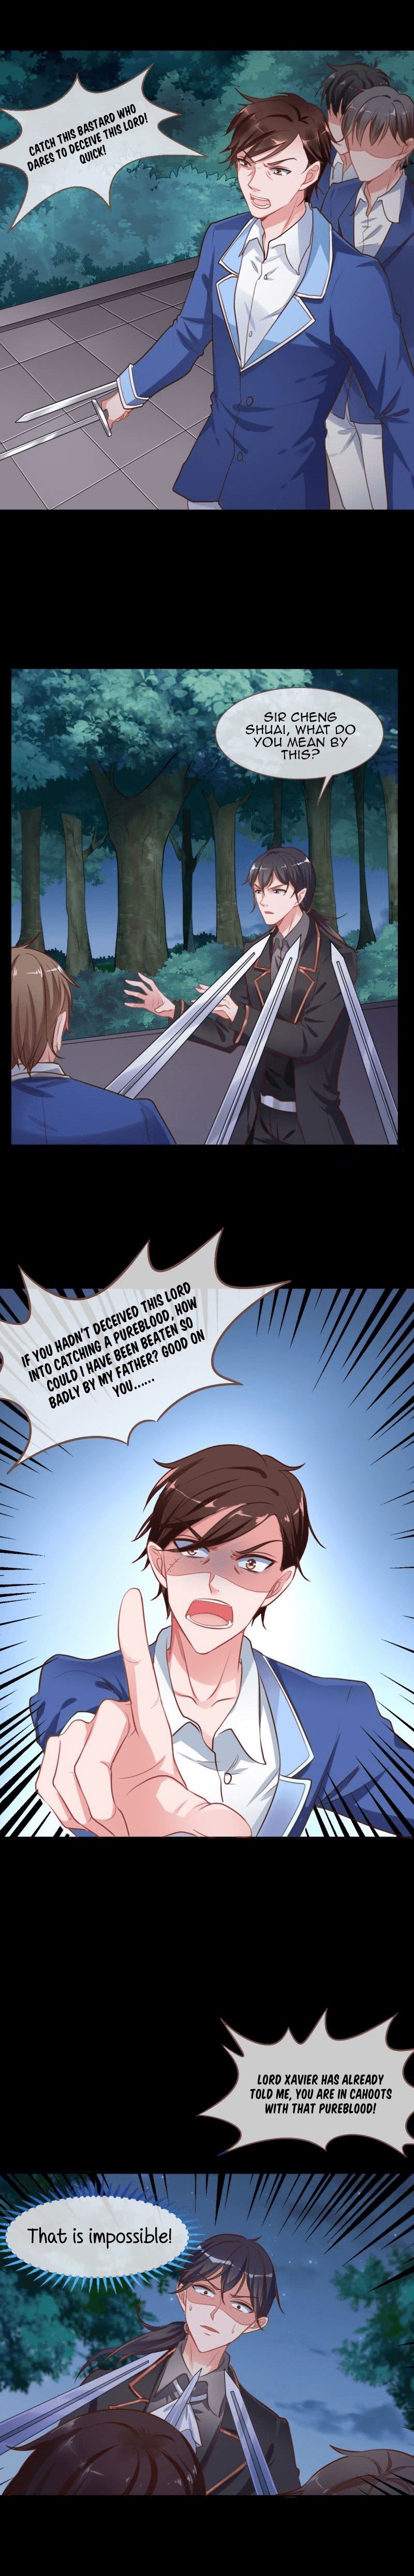 CATCH THIS BASTARD WHO
DARES TO DECEIVE THIS LORD!
QUICK!
SIR CHENG
SHUAI, WHAT DO
YOU MEAN BY
THIS?
IF YOU HADN'T DECEIVED THIS LORD
INTO CATCHING A PUREBLOOD, HOW
COULD I HAVE BEEN BEATEN SO
BADLY BY MY FATHER? GOOD ON
YOU......
LORD XAVIER HAS ALREADY
TOLD ME, YOU ARE IN CAHOOTS
WITH THAT PUREBLOOD!
That is impossible!